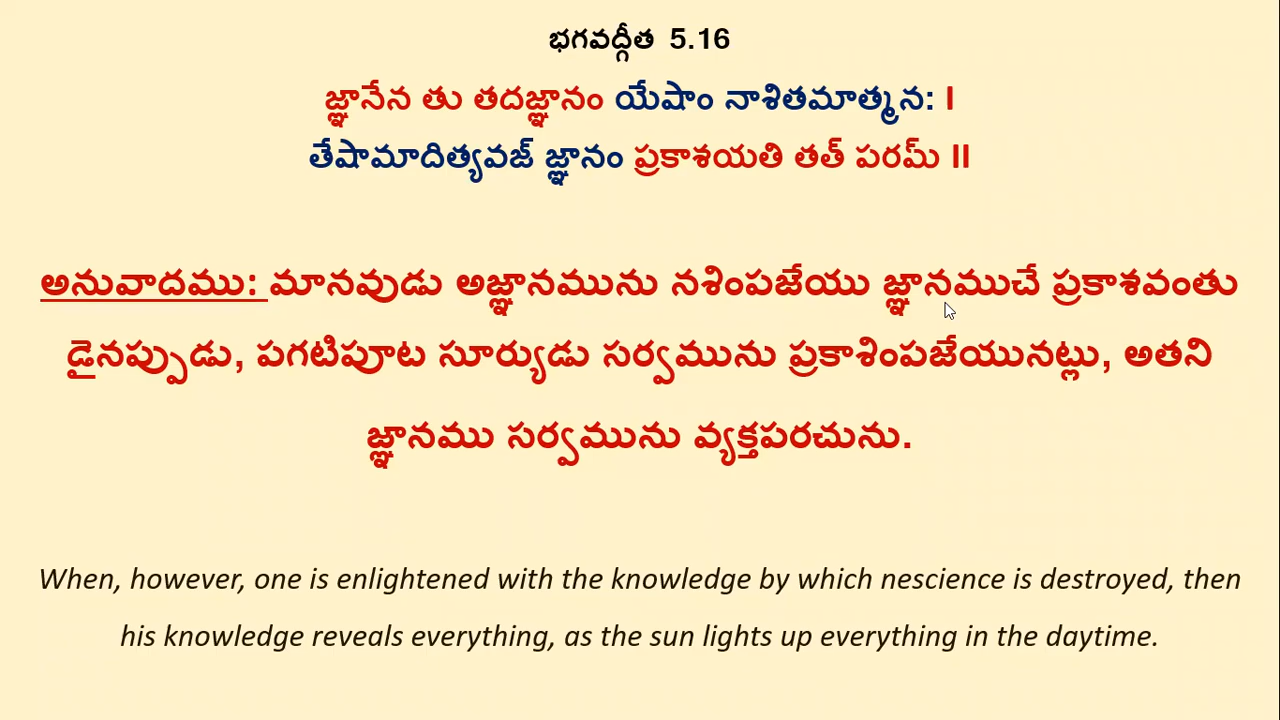 భగవద్గీత 5.16
జ్ఞానేన తు తదజ్ఞానం యేషాం నాశితమాత్మన: I
తేషామాదిత్యవజ్ జ్ఞానం ప్రకాశయతి తత్ పరమ్ II
అనువాదము: మానవుడు అజ్ఞానమును నశింపజేయు జ్ఞానముచే ప్రకాశవంతు
డైనప్పుడు, పగటిపూట సూర్యుడు సర్వమును ప్రకాశింపజేయునట్లు, అతని
జ్ఞానము సర్వమును వ్యక్తపరచును.
When, however, one is enlightened with the knowledge by which nescience is destroyed, then
his knowledge reveals everything, as the sun lights up everything in the daytime.